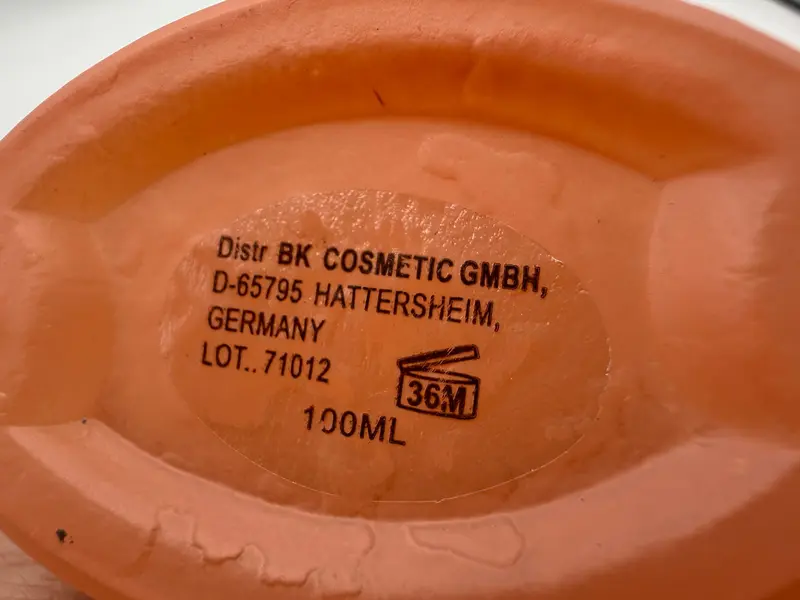 Distr BK COSMETIC GMBH,
D-65795 HATTERSHEIM,
GERMANY
LOT.. 71012
36M
100ML